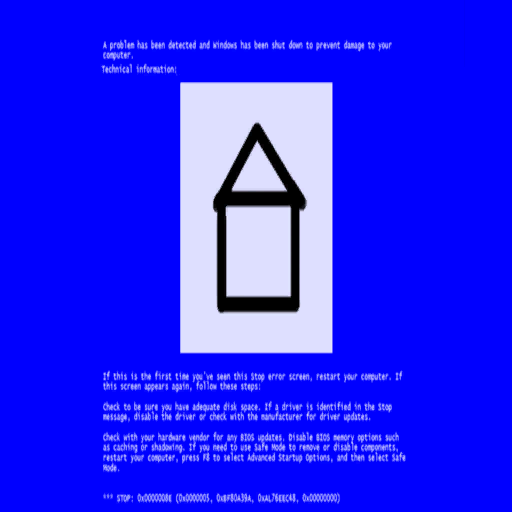 A problem has been detected and Windows has been shut down to prevent damage to your
computer.
Technical information:
If this is the first time you've seen this Stop error screen, restart your computer. If
this screen appears again, follow these steps:
Check to be sure you have adequate disk space. If a driver is identified in the Stop
message, disable the driver or check with the manufacturer for driver updates.
Check with your hardware vendor for any BIOS updates. Disable BIOS memory options such
as caching or shadowing. If you need to use Safe Mode to remove or disable components,
restart your computer, press F8 to select Advanced Startup Options, and then select Safe
Mode.
*** STOP: 0x0000008E (0x0000005, 0xBF80A39A, 0xAL76EEC48, 0x00000000)